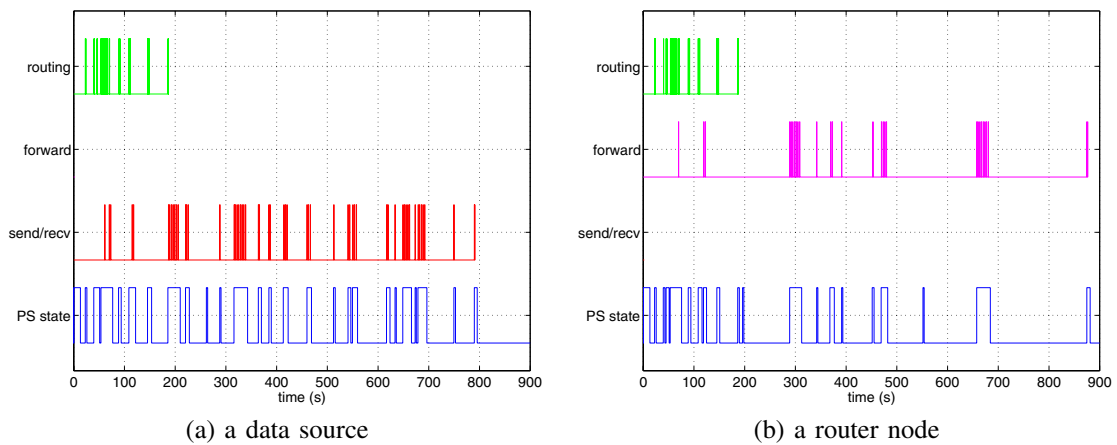 routing
forward
send/recv
PS state
0 100 200 300 400 500 600 700 800 900
time (s)
(a) a data source
routing
forward
send/recv
PS state
0 100 200 300 400 500 600 700 800 900
time (s)
(b) a router node